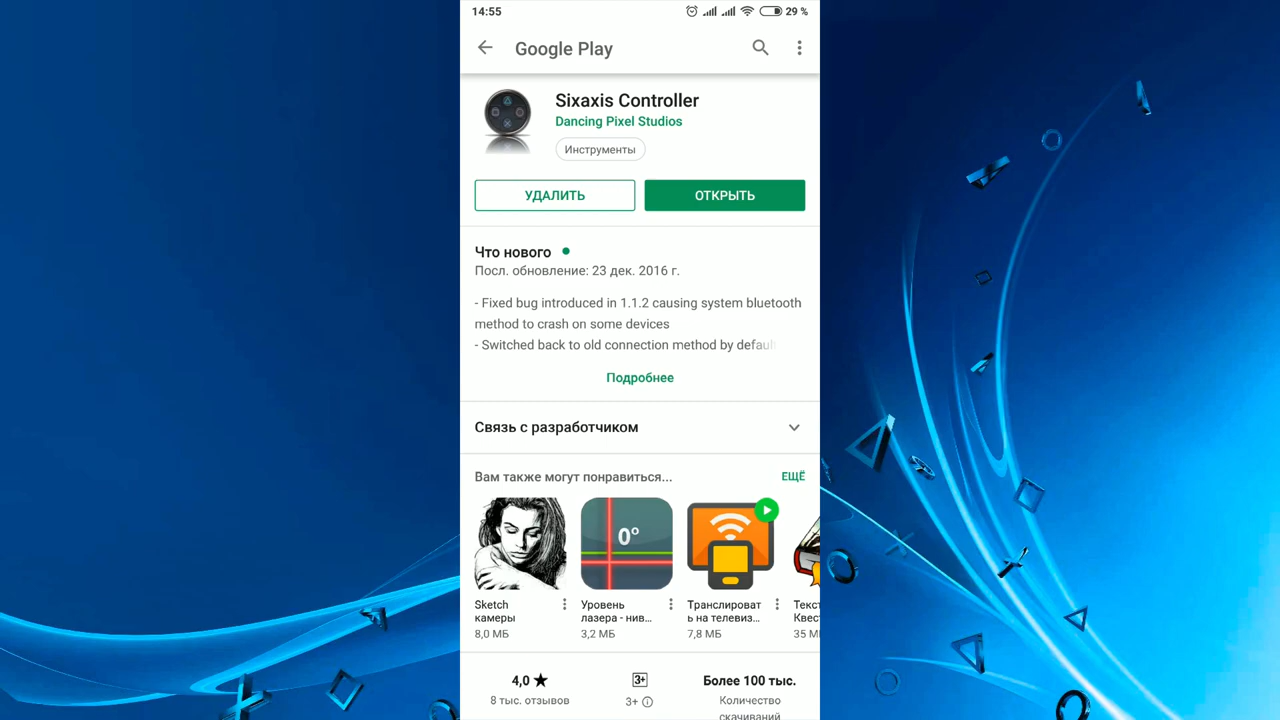 14:55
29 %
Google Play
Sixaxis Controller
Dancing Pixel Studios
Инструменты
УДАЛИТЬ
ОТКРЫТЬ
Что нового
Посл. обновление: 23 дек. 2016 г.
- Fixed bug introduced in 1.1.2 causing system bluetooth
method to crash on some devices
- Switched back to old connection method by defaul
Подробнее
Связь с разработчиком
Вам также могут понравиться...
ЕЩЁ
0°
Sketch
камеры
8,0 МБ
Уровень
лазера - нив...
3,2 МБ
Транслироват
ь на телевиз...
7,8 МБ
Текс
Квес
35 М
4,0 ★
8 тыс. отзывов
3+
3+
Более 100 тыс.
Количество
скачиваний